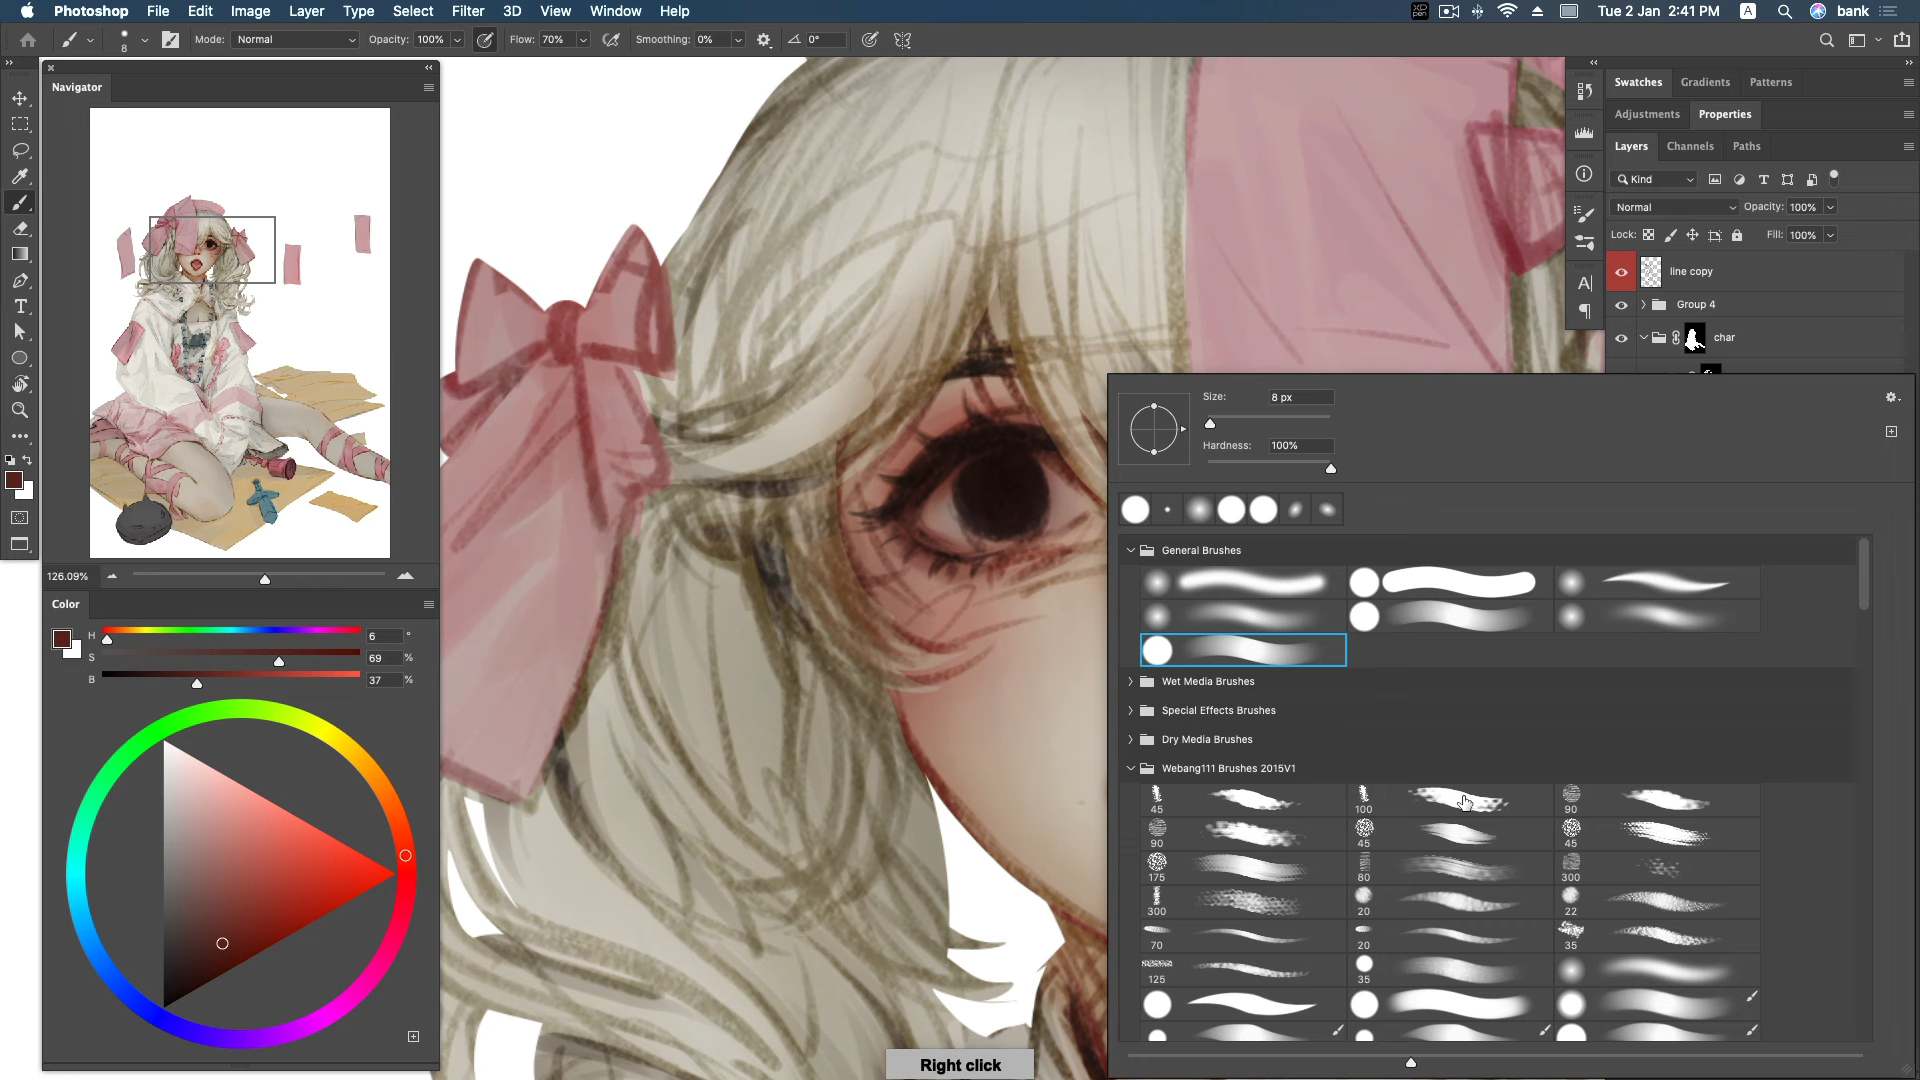 Photoshop File Edit Image Layer Type Select Filter 3D View Window Help
Tue 2 Jan 2:41 PM A bank
8 Mode: Normal Opacity: 100% Flow: 70% Smoothing: 0% 0°
Navigator
126.09%
Color
H 6 °
S 69 %
B 37 %
Swatches Gradients Patterns
Adjustments Properties
Layers Channels Paths
Kind
Normal Opacity: 100%
Lock: Fill: 100%
line copy
Group 4
char
Size: 8 px
Hardness: 100%
General Brushes
Wet Media Brushes
Special Effects Brushes
Dry Media Brushes
Webang111 Brushes 2015V1
45 100 90
90 45 45
175 80 300
300 20 22
70 20 35
125 35
Right click